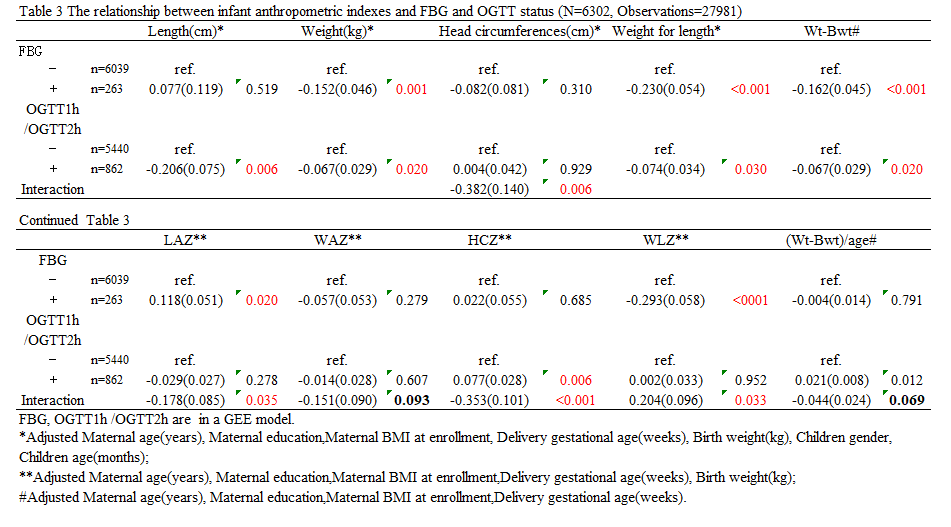 Table 3 The relationship between infant anthropometric indexes and FBG and OGTT status (N=6302, Observations=27981)
Length(cm)* Weight(kg)* Head circumferences(cm)* Weight for length* Wt-Bwt#
FBG
− n=6039 ref. ref. ref. ref. ref.
+ n=263 0.077(0.119) 0.519 -0.152(0.046) 0.001 -0.082(0.081) 0.310 -0.230(0.054) <0.001 -0.162(0.045) <0.001
OGTT1h
/OGTT2h
− n=5440 ref. ref. ref. ref. ref.
+ n=862 -0.206(0.075) 0.006 -0.067(0.029) 0.020 0.004(0.042) 0.929 -0.074(0.034) 0.030 -0.067(0.029) 0.020
Interaction -0.382(0.140) 0.006
Continued Table 3
LAZ** WAZ** HCZ** WLZ** (Wt-Bwt)/age#
FBG
− n=6039 ref. ref. ref. ref. ref.
+ n=263 0.118(0.051) 0.020 -0.057(0.053) 0.279 0.022(0.055) 0.685 -0.293(0.058) <0001 -0.004(0.014) 0.791
OGTT1h
/OGTT2h
− n=5440 ref. ref. ref. ref. ref.
+ n=862 -0.029(0.027) 0.278 -0.014(0.028) 0.607 0.077(0.028) 0.006 0.002(0.033) 0.952 0.021(0.008) 0.012
Interaction -0.178(0.085) 0.035 -0.151(0.090) 0.093 -0.353(0.101) <0.001 0.204(0.096) 0.033 -0.044(0.024) 0.069
FBG, OGTT1h /OGTT2h are in a GEE model.
*Adjusted Maternal age(years), Maternal education,Maternal BMI at enrollment, Delivery gestational age(weeks), Birth weight(kg), Children gender,
Children age(months);
**Adjusted Maternal age(years), Maternal education,Maternal BMI at enrollment,Delivery gestational age(weeks), Birth weight(kg);
#Adjusted Maternal age(years), Maternal education,Maternal BMI at enrollment,Delivery gestational age(weeks).